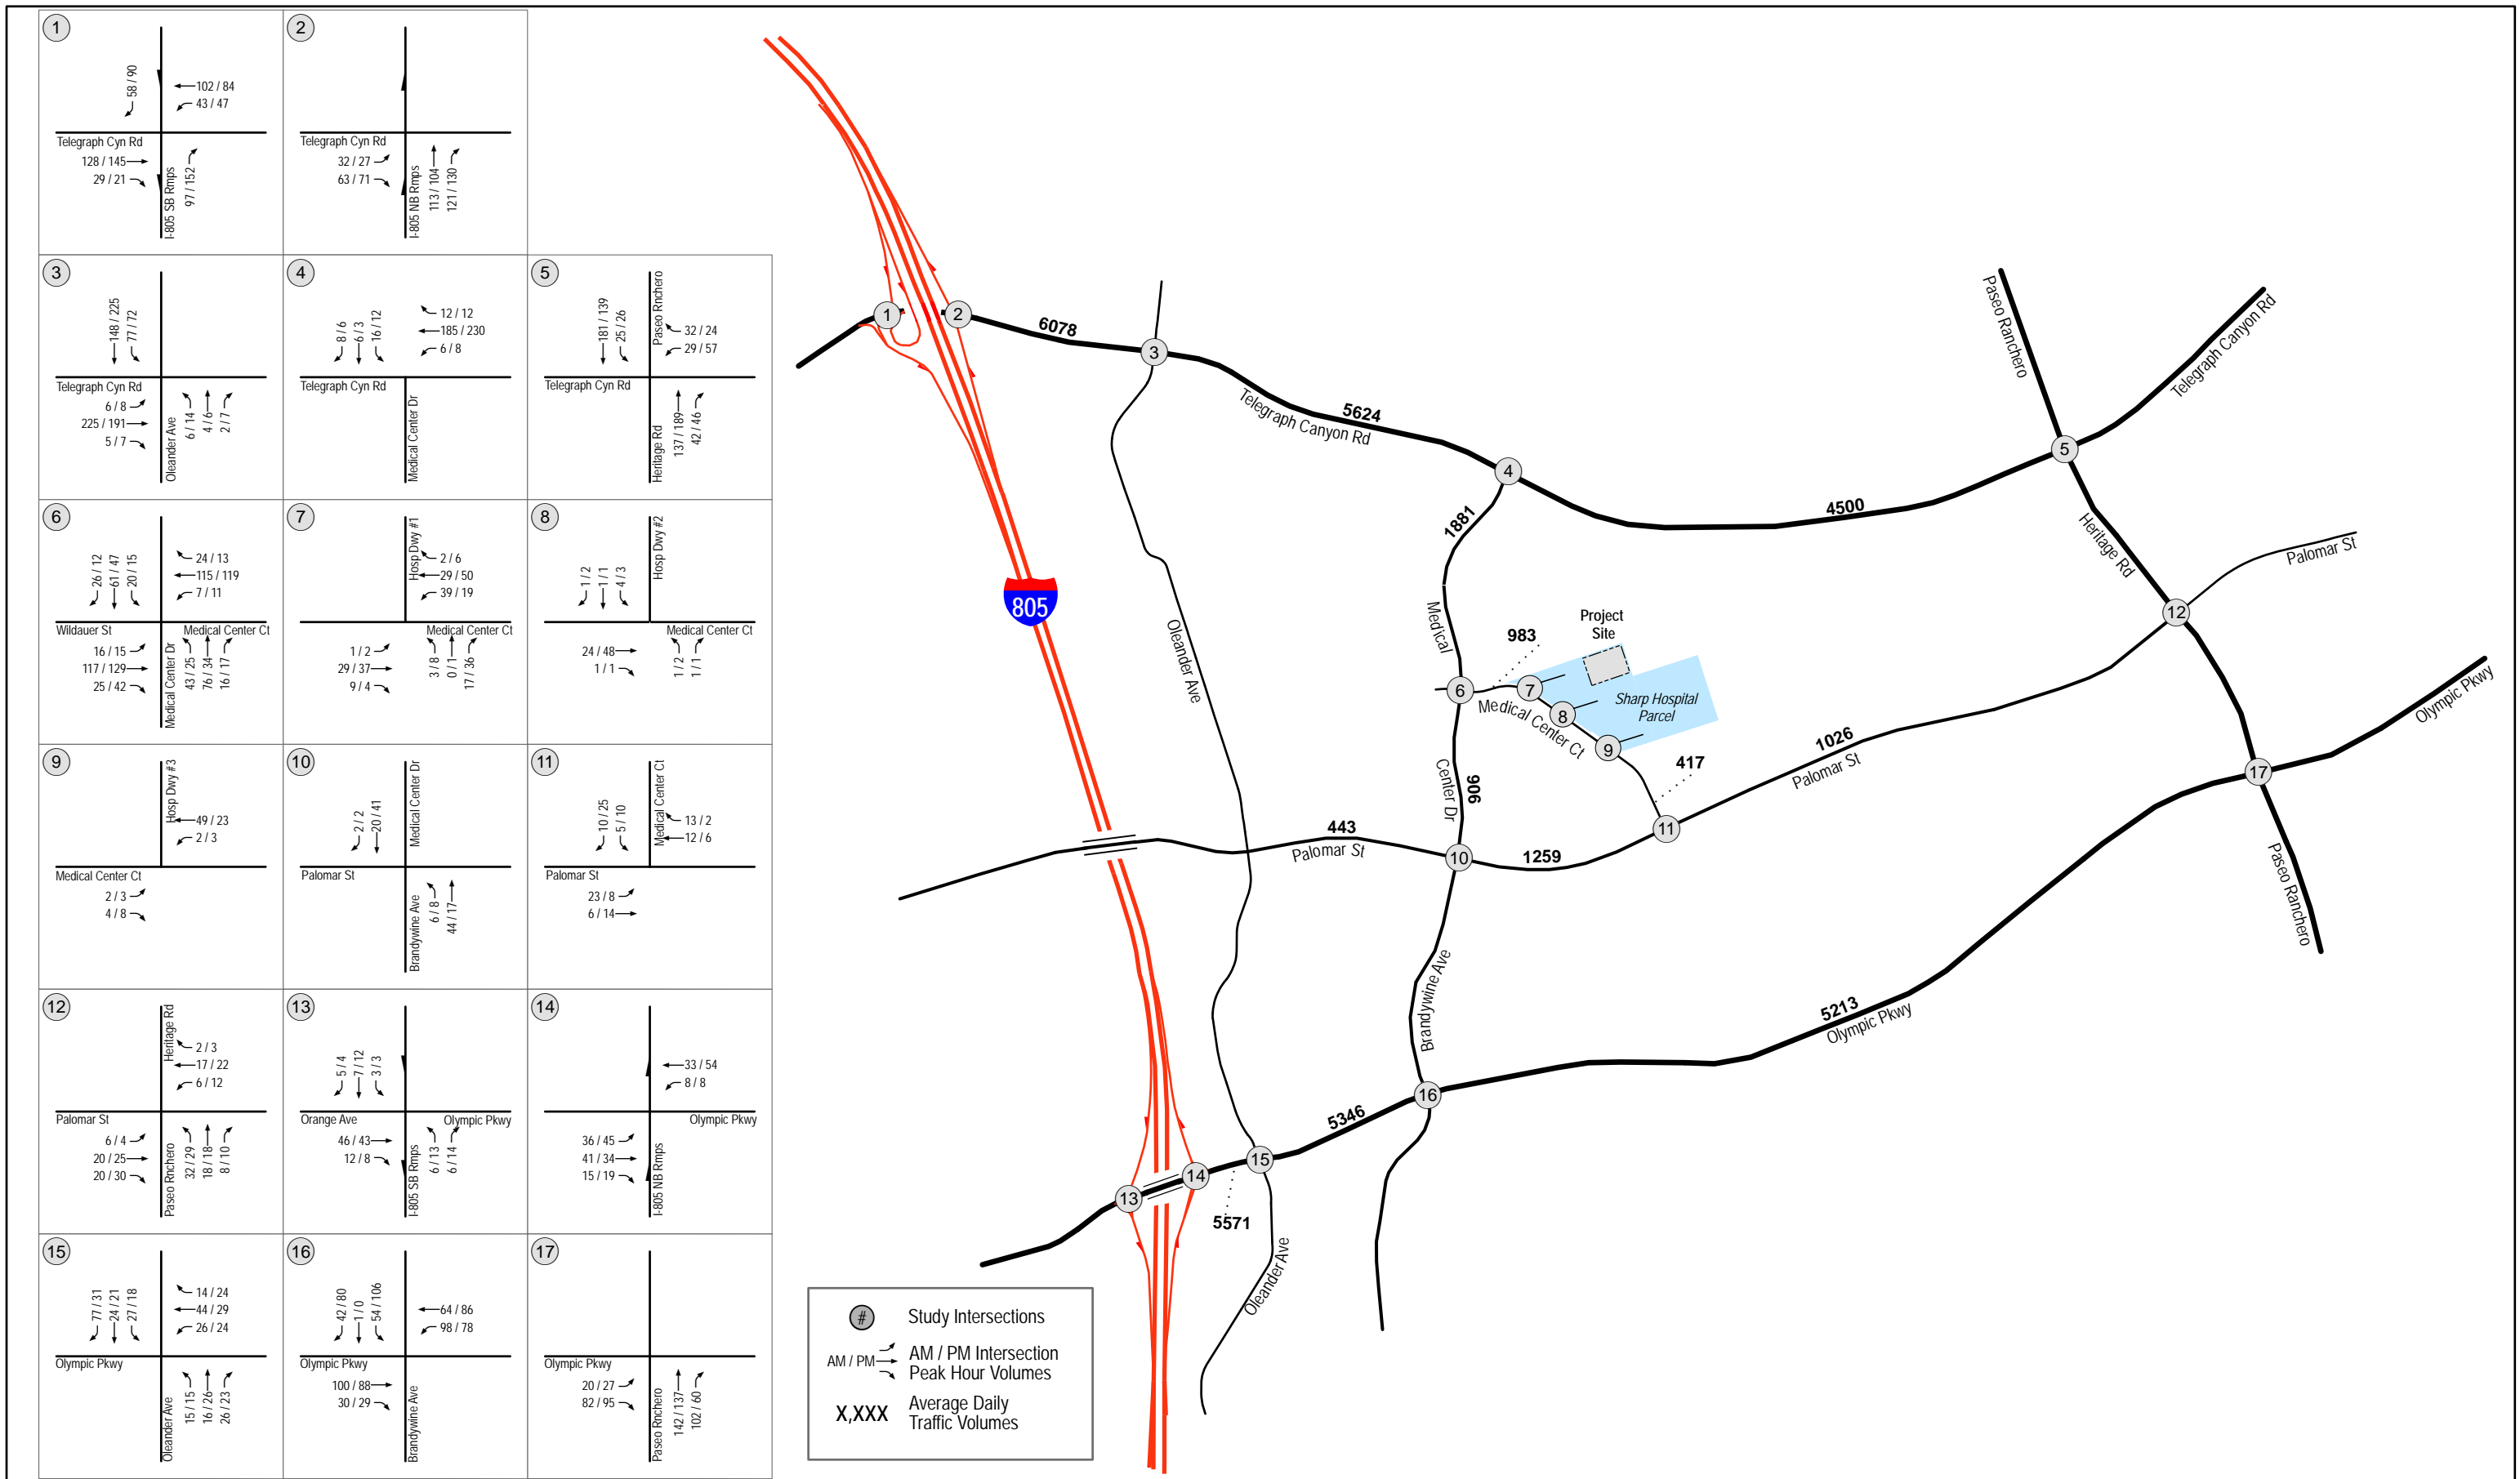 1
58 / 90
102 / 84
43 / 47
Telegraph Cyn Rd
128 / 145
29 / 21
I-805 SB Rmps
97 / 152
2
Telegraph Cyn Rd
32 / 27
63 / 71
I-805 NB Rmps
113 / 104
121 / 130
3
148 / 225
77 / 72
Telegraph Cyn Rd
6 / 8
225 / 191
5 / 7
Oleander Ave
6 / 14
4 / 6
2 / 7
4
8 / 6
6 / 3
16 / 12
12 / 12
185 / 230
6 / 8
Telegraph Cyn Rd
Medical Center Dr
5
181 / 139
25 / 26
Paseo Rnchero
32 / 24
29 / 57
Telegraph Cyn Rd
Heritage Rd
137 / 189
42 / 46
6
26 / 12
61 / 47
20 / 15
24 / 13
115 / 119
7 / 11
Wildauer St
Medical Center Ct
16 / 15
117 / 129
25 / 42
Medical Center Dr
43 / 25
76 / 34
16 / 17
7
Hosp Dwy #1
2 / 6
29 / 50
39 / 19
Medical Center Ct
1 / 2
29 / 37
9 / 4
3 / 8
0 / 1
17 / 36
8
1 / 2
1 / 1
4 / 3
Hosp Dwy #2
Medical Center Ct
24 / 48
1 / 1
1 / 2
1 / 1
9
Hosp Dwy #3
49 / 23
2 / 3
Medical Center Ct
2 / 3
4 / 8
10
2 / 2
20 / 41
Medical Center Dr
Palomar St
Brandywine Ave
6 / 8
44 / 17
11
10 / 25
5 / 10
Medical Center Ct
13 / 2
12 / 6
Palomar St
23 / 8
6 / 14
12
Heritage Rd
2 / 3
17 / 22
6 / 12
Palomar St
6 / 4
20 / 25
20 / 30
Paseo Rnchero
32 / 29
18 / 18
8 / 10
13
5 / 4
7 / 12
3 / 3
Orange Ave
Olympic Pkwy
46 / 43
12 / 8
I-805 SB Rmps
6 / 13
6 / 14
14
33 / 54
8 / 8
Olympic Pkwy
36 / 45
41 / 34
15 / 19
I-805 NB Rmps
15
77 / 31
24 / 21
27 / 18
14 / 24
44 / 29
26 / 24
Olympic Pkwy
Oleander Ave
15 / 15
16 / 26
26 / 23
16
42 / 80
1 / 0
54 / 106
64 / 86
98 / 78
Olympic Pkwy
100 / 88
30 / 29
Brandywine Ave
17
Olympic Pkwy
20 / 27
82 / 95
Paseo Rnchero
142 / 137
102 / 60
1
2
6078
3
5624
Telegraph Canyon Rd
4
4500
5
Paseo Ranchero
Telegraph Canyon Rd
Heritage Rd
12
Palomar St
1881
805
Oleander Ave
Medical
Center Dr
6
983
7
8
9
Medical Center Ct
Project
Site
Sharp Hospital
Parcel
906
417
11
1026
Palomar St
443
Palomar St
10
1259
17
Olympic Pkwy
Paseo Ranchero
Brandywine Ave
5213
Olympic Pkwy
16
5346
15
14
13
5571
Oleander Ave
#
Study Intersections
AM / PM
AM / PM Intersection
Peak Hour Volumes
X,XXX
Average Daily
Traffic Volumes